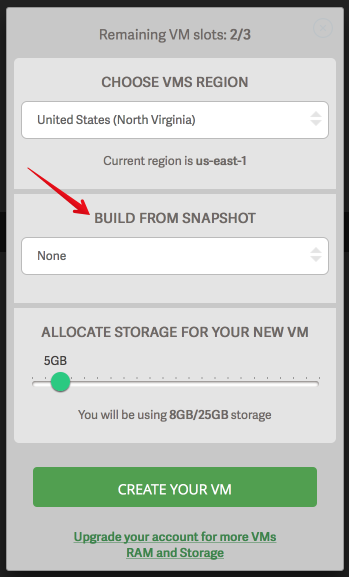 Remaining VM slots: 2/3
CHOOSE VMS REGION
United States (North Virginia)
Current region is us-east-1
BUILD FROM SNAPSHOT
None
ALLOCATE STORAGE FOR YOUR NEW VM
5GB
You will be using 8GB/25GB storage
CREATE YOUR VM
Upgrade your account for more VMs
RAM and Storage